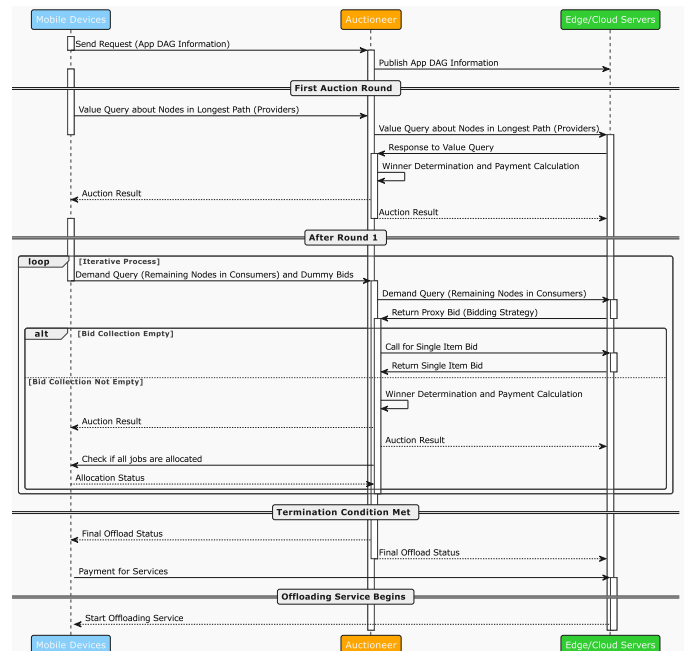 Mobile Devices
Auctioneer
Edge/Cloud Servers
Send Request (App DAG Information)
Publish App DAG Information
First Auction Round
Value Query about Nodes in Longest Path (Providers)
Value Query about Nodes in Longest Path (Providers)
Response to Value Query
Winner Determination and Payment Calculation
Auction Result
Auction Result
After Round 1
loop
[Iterative Process]
Demand Query (Remaining Nodes in Consumers) and Dummy Bids
Demand Query (Remaining Nodes in Consumers)
Return Proxy Bid (Bidding Strategy)
alt
[Bid Collection Empty]
Call for Single Item Bid
Return Single Item Bid
[Bid Collection Not Empty]
Winner Determination and Payment Calculation
Auction Result
Auction Result
Check if all jobs are allocated
Allocation Status
Termination Condition Met
Final Offload Status
Final Offload Status
Payment for Services
Offloading Service Begins
Start Offloading Service
Mobile Devices
Auctioneer
Edge/Cloud Servers